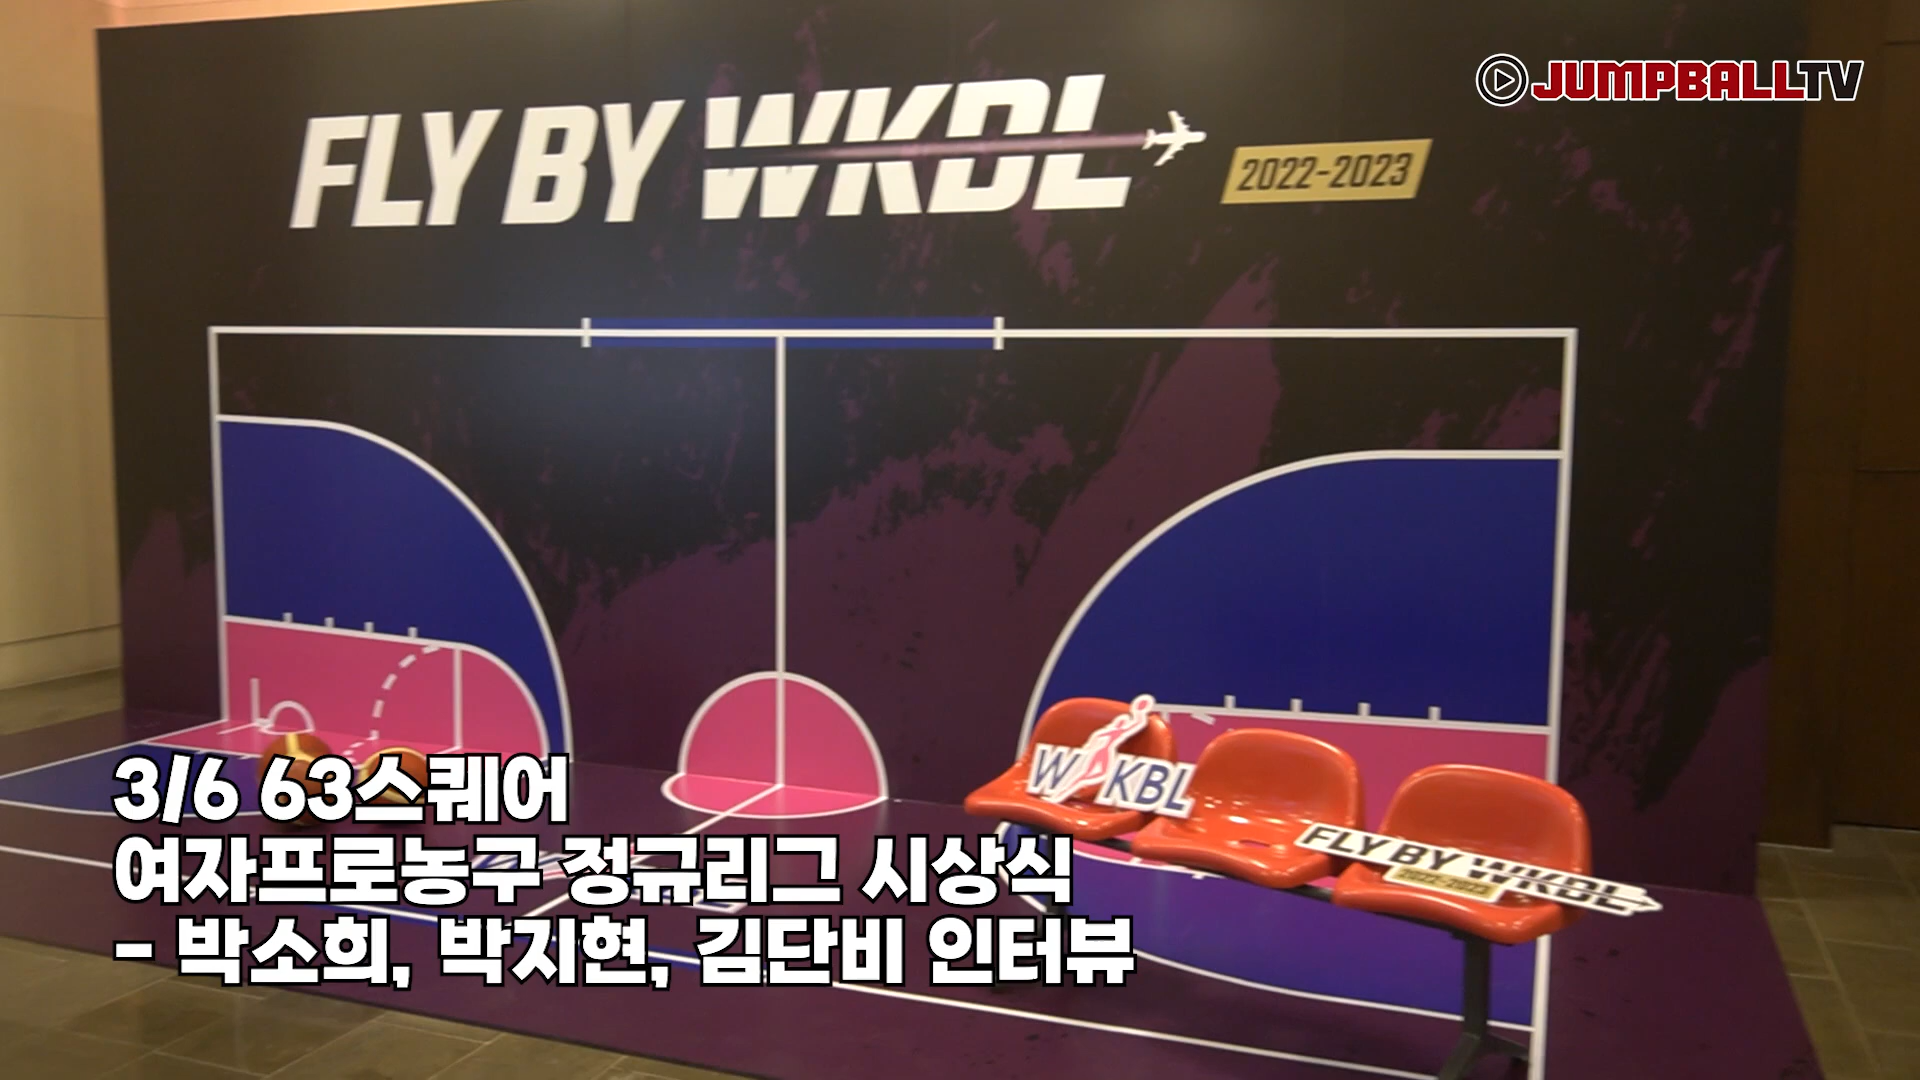 JUMPBALLTV
FLY BY WKBL
2022-2023
WKBL
FLY BY WKBL
2022-2023
3/6 63스퀘어
여자프로농구 정규리그 시상식
- 박소희, 박지현, 김단비 인터뷰